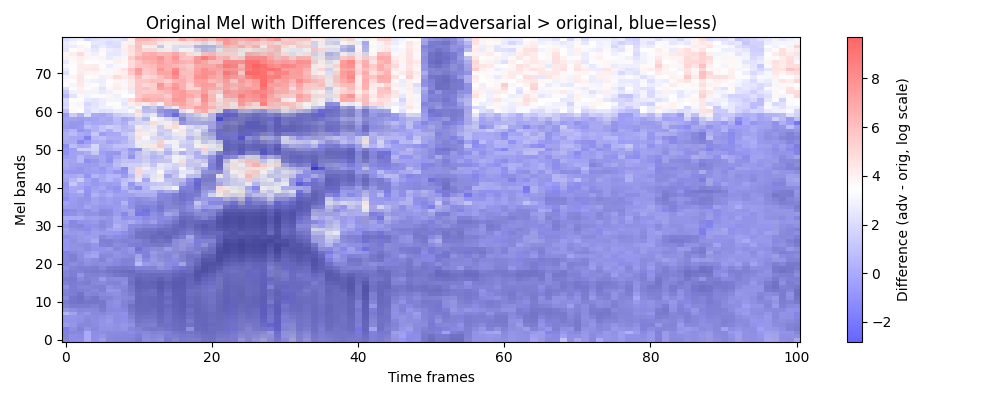 Original Mel with Differences (red=adversarial > original, blue=less)
Mel bands
70
60
50
40
30
20
10
0
0 20 40 60 80 100
Time frames
8
6
4
2
0
−2
Difference (adv - orig, log scale)